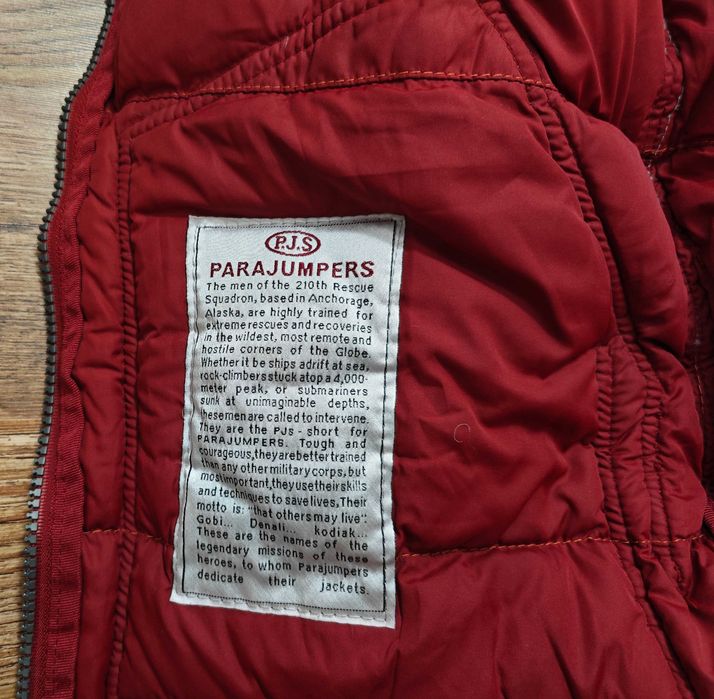 P.J.S
PARAJUMPERS
The men of the 210th Rescue
Squadron, based in Anchorage,
Alaska, are highly trained for
extreme rescues and recoveries
in the wildest, most remote and
hostile corners of the Globe.
Whether it be ships adrift at sea,
rock-climbers stuck atop a 4,000-
meter peak, or submariners
sunk at unimaginable depths,
these men are called to intervene.
They are the PJs - short for
PARAJUMPERS. Tough and
courageous, they are better trained
than any other military corps, but
most important, they use their skills
and techniques to save lives, Their
motto is: "that others may live"
Gobi... Denali... kodiak...
These are the names of the
legendary missions of these
heroes, to whom Parajumpers
dedicate their jackets.